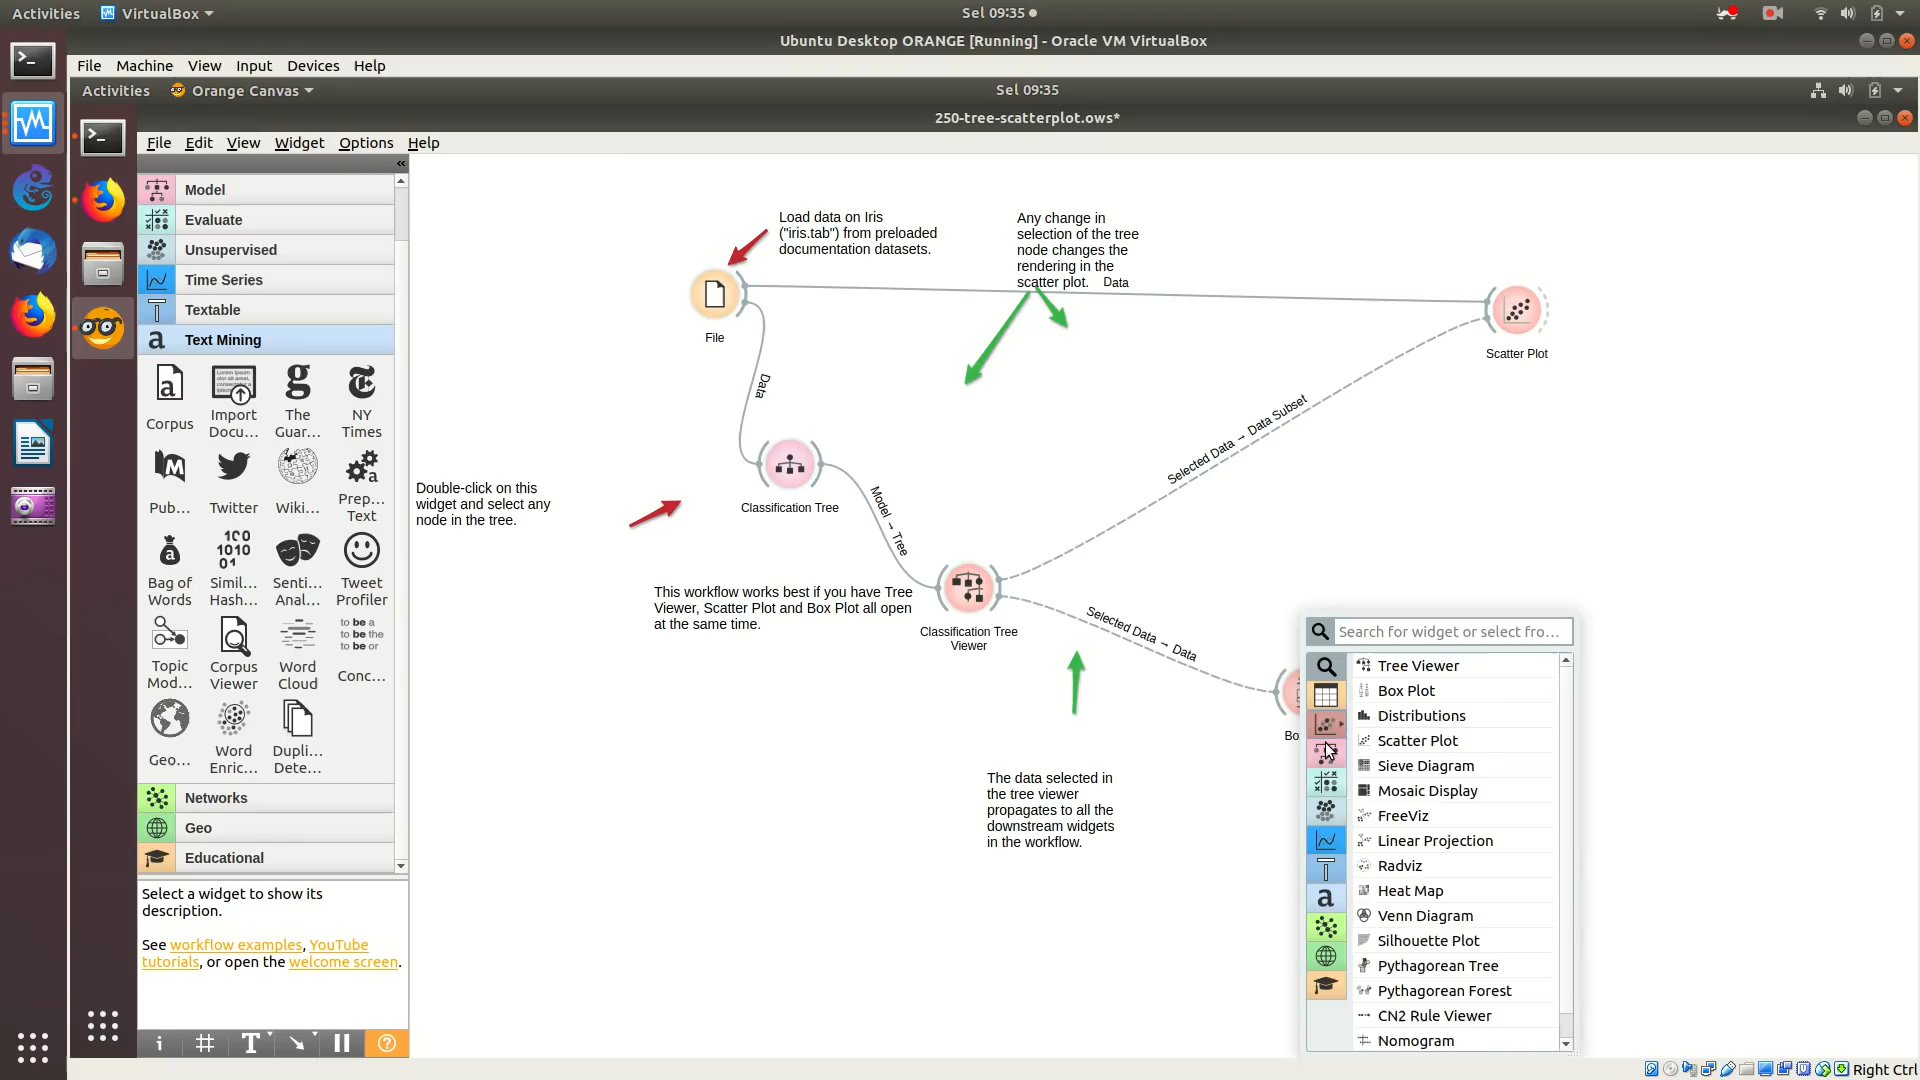 Activities
VirtualBox
Sel 09:35
Ubuntu Desktop ORANGE [Running] - Oracle VM VirtualBox
File Machine View Input Devices Help
Activities
Orange Canvas
Sel 09:35
250-tree-scatterplot.ows*
File Edit View Widget Options Help
Model
Evaluate
Unsupervised
Time Series
Textable
Text Mining
Corpus
Import
Docu...
The
Guar...
NY
Times
Pub...
Twitter
Wiki...
Prep...
Text
Bag of
Words
Simil...
Hash...
Senti...
Anal...
Tweet
Profiler
Topic
Mod...
Corpus
Viewer
Word
Cloud
Conc...
Geo...
Word
Enric...
Dupli...
Dete...
Networks
Geo
Educational
Select a widget to show its
description.
See workflow examples, YouTube
tutorials, or open the welcome screen.
Load data on Iris
("iris.tab") from preloaded
documentation datasets.
Any change in
selection of the tree
node changes the
rendering in the
scatter plot.
Data
File
Scatter Plot
Data
Selected Data → Data Subset
Double-click on this
widget and select any
node in the tree.
Classification Tree
Model → Tree
This workflow works best if you have Tree
Viewer, Scatter Plot and Box Plot all open
at the same time.
Classification Tree
Viewer
Selected Data → Data
Bo
The data selected in
the tree viewer
propagates to all the
downstream widgets
in the workflow.
Search for widget or select fro...
Tree Viewer
Box Plot
Distributions
Scatter Plot
Sieve Diagram
Mosaic Display
FreeViz
Linear Projection
Radviz
Heat Map
Venn Diagram
Silhouette Plot
Pythagorean Tree
Pythagorean Forest
CN2 Rule Viewer
Nomogram
Right Ctrl